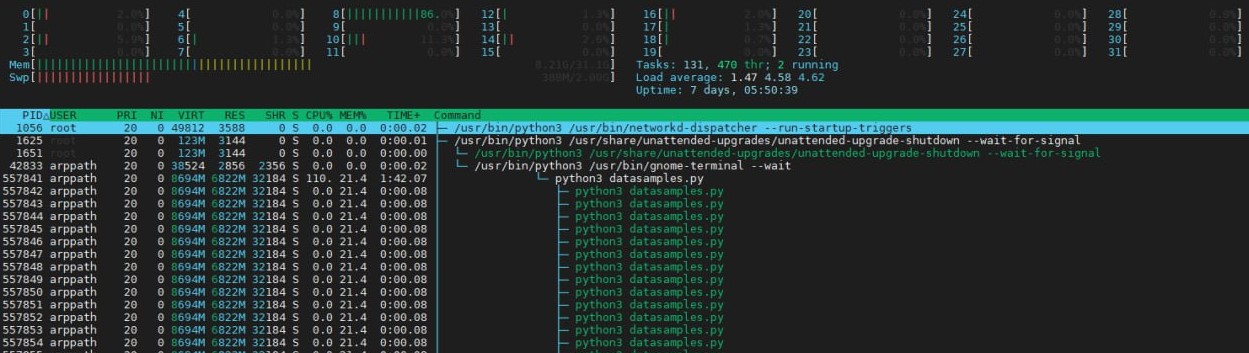 0[|| 2.0%] 4[ 0.0%] 8[|||||||||||86.0%] 12[| 1.3%] 16[|| 2.0%] 20[ 0.0%] 24[ 0.0%] 28[ 0.0%]
1[ 0.0%] 5[ 0.0%] 9[ 0.0%] 13[ 0.0%] 17[| 1.3%] 21[ 0.0%] 25[ 0.0%] 29[ 0.0%]
2[|| 5.9%] 6[| 1.3%] 10[||| 11.3%] 14[|| 2.6%] 18[| 0.7%] 22[ 0.0%] 26[ 0.0%] 30[ 0.0%]
3[ 0.0%] 7[ 0.0%] 11[ 0.0%] 15[ 0.0%] 19[ 0.0%] 23[ 0.0%] 27[ 0.0%] 31[ 0.0%]
Mem[ 8.21G/31.1G] Tasks: 131, 470 thr; 2 running
Swp[ 388M/2.00G] Load average: 1.47 4.58 4.62
Uptime: 7 days, 05:50:39
PID△USER PRI NI VIRT RES SHR S CPU% MEM% TIME+ Command
1056 root 20 0 49812 3588 0 S 0.0 0.0 0:00.02 ├─ /usr/bin/python3 /usr/bin/networkd-dispatcher --run-startup-triggers
1625 root 20 0 123M 3144 0 S 0.0 0.0 0:00.01 ├─ /usr/bin/python3 /usr/share/unattended-upgrades/unattended-upgrade-shutdown --wait-for-signal
1651 root 20 0 123M 3144 0 S 0.0 0.0 0:00.00 │ └─ /usr/bin/python3 /usr/share/unattended-upgrades/unattended-upgrade-shutdown --wait-for-signal
42833 arppath 20 0 38524 2856 2356 S 0.0 0.0 0:00.02 │ └─ /usr/bin/python3 /usr/bin/gnome-terminal --wait
557841 arppath 20 0 8694M 6822M 32184 S 110. 21.4 1:42.07 │ └─ python3 datasamples.py
557842 arppath 20 0 8694M 6822M 32184 S 0.0 21.4 0:00.08 │ ├─ python3 datasamples.py
557843 arppath 20 0 8694M 6822M 32184 S 0.0 21.4 0:00.08 │ ├─ python3 datasamples.py
557844 arppath 20 0 8694M 6822M 32184 S 0.0 21.4 0:00.08 │ ├─ python3 datasamples.py
557845 arppath 20 0 8694M 6822M 32184 S 0.0 21.4 0:00.08 │ ├─ python3 datasamples.py
557846 arppath 20 0 8694M 6822M 32184 S 0.0 21.4 0:00.08 │ ├─ python3 datasamples.py
557847 arppath 20 0 8694M 6822M 32184 S 0.0 21.4 0:00.08 │ ├─ python3 datasamples.py
557848 arppath 20 0 8694M 6822M 32184 S 0.0 21.4 0:00.08 │ ├─ python3 datasamples.py
557849 arppath 20 0 8694M 6822M 32184 S 0.0 21.4 0:00.08 │ ├─ python3 datasamples.py
557850 arppath 20 0 8694M 6822M 32184 S 0.0 21.4 0:00.08 │ ├─ python3 datasamples.py
557851 arppath 20 0 8694M 6822M 32184 S 0.0 21.4 0:00.08 │ ├─ python3 datasamples.py
557852 arppath 20 0 8694M 6822M 32184 S 0.0 21.4 0:00.08 │ ├─ python3 datasamples.py
557853 arppath 20 0 8694M 6822M 32184 S 0.0 21.4 0:00.08 │ ├─ python3 datasamples.py
557854 arppath 20 0 8694M 6822M 32184 S 0.0 21.4 0:00.08 │ ├─ python3 datasamples.py
557855 arppath 20 0 8694M 6822M 32184 S 0.0 21.4 0:00.08 │ ├─ python3 datasamples.py